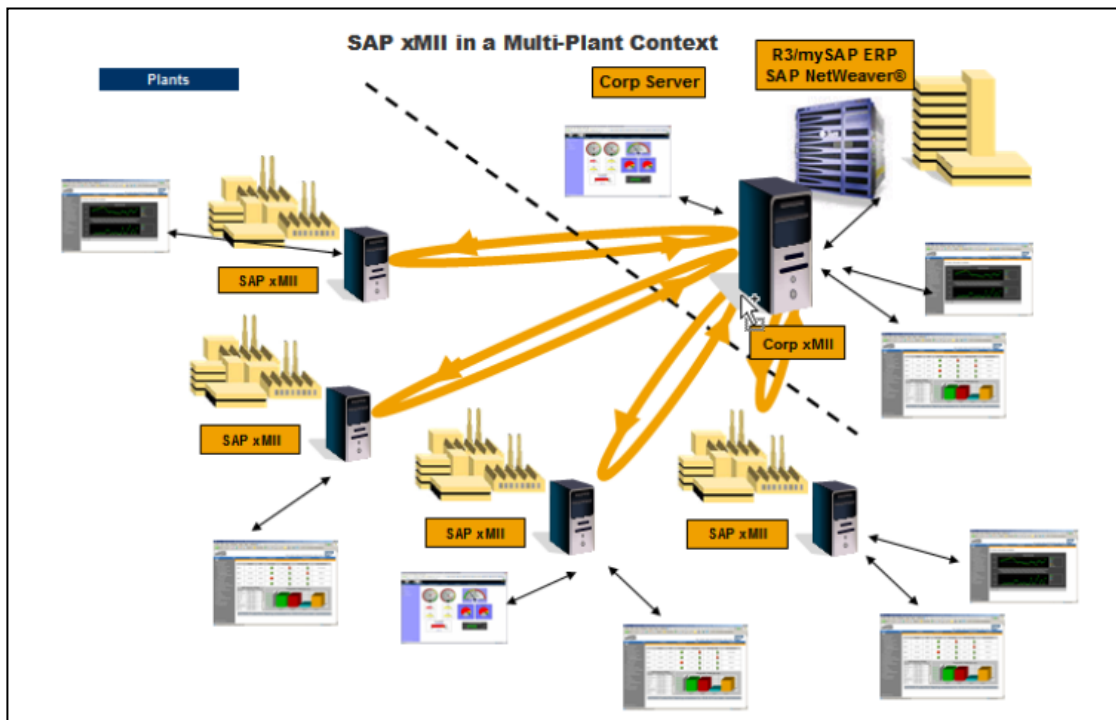 SAP xMII in a Multi-Plant Context
Plants
Corp Server
R3/mySAP ERP
SAP NetWeaver®
SAP xMII
Corp xMII
SAP xMII
SAP xMII
SAP xMII